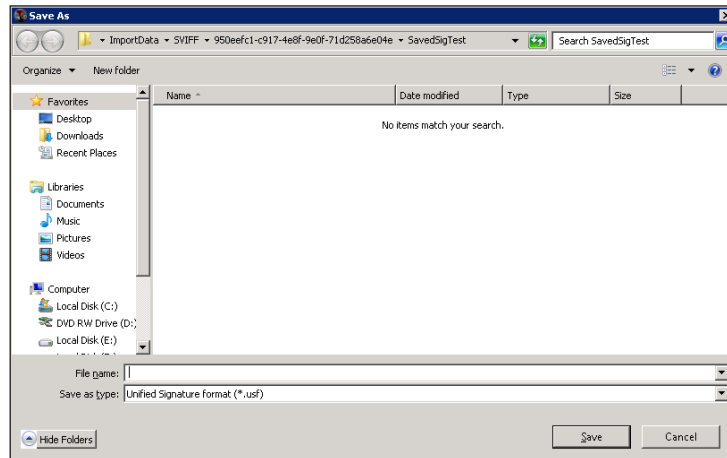 Save As
ImportData ▾ SVIFF ▾ 950eefc1-c917-4e8f-9e0f-71d258a6e04e ▾ SavedSigTest
Search SavedSigTest
Organize ▾ New folder
Name Date modified Type Size
No items match your search.
Favorites
Desktop
Downloads
Recent Places
Libraries
Documents
Music
Pictures
Videos
Computer
Local Disk (C:)
DVD RW Drive (D:)
Local Disk (E:)
File name:
Save as type: Unified Signature format (*.usf)
Hide Folders
Save Cancel